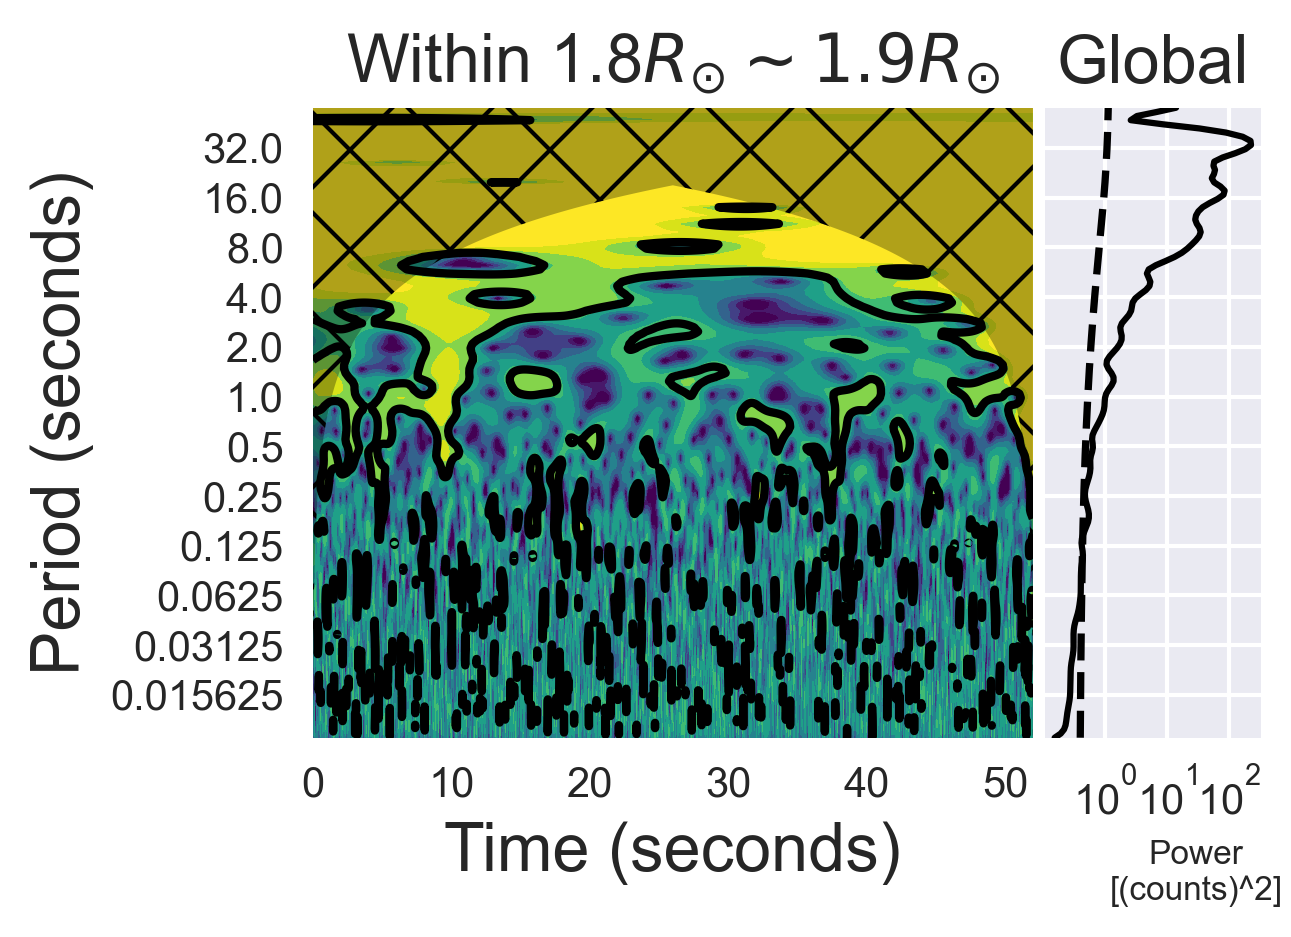 Within 1.8R⊙ ~ 1.9R⊙
Global
Period (seconds)
32.0
16.0
8.0
4.0
2.0
1.0
0.5
0.25
0.125
0.0625
0.03125
0.015625
0 10 20 30 40 50
Time (seconds)
10^0 10^1 10^2
Power
[(counts)^2]